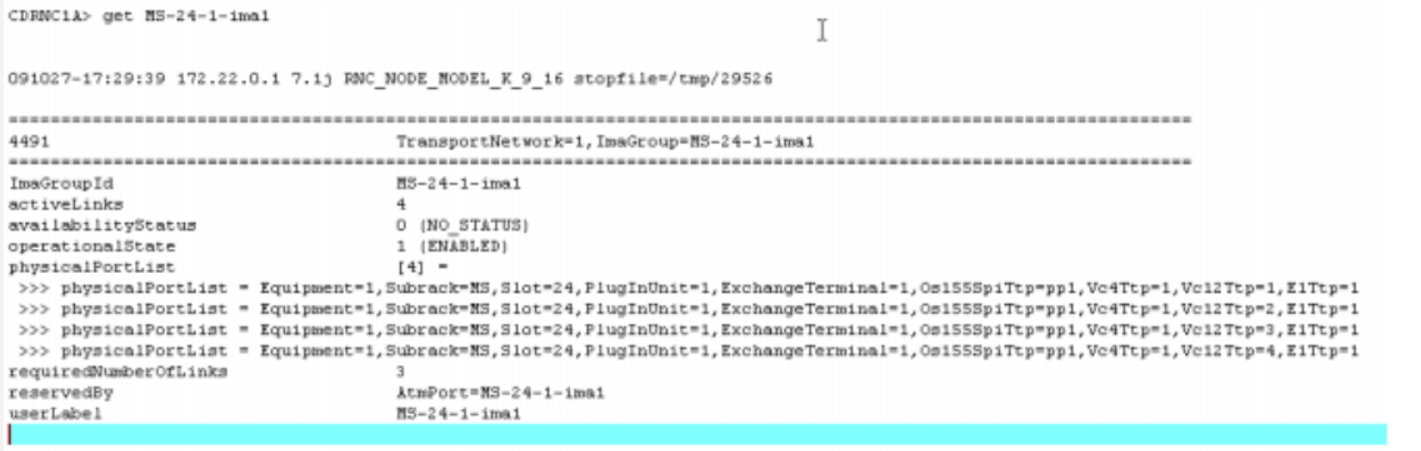 CDRNC1A> get MS-24-1-ima1
091027-17:29:39 172.22.0.1 7.1j RNC_NODE_MODEL_K_9_16 stopfile=/tmp/29526
=================================================================================================================
4491 TransportNetwork=1,ImaGroup=MS-24-1-ima1
=================================================================================================================
ImaGroupId MS-24-1-ima1
activeLinks 4
availabilityStatus 0 (NO_STATUS)
operationalState 1 (ENABLED)
physicalPortList [4] =
>>> physicalPortList = Equipment=1,Subrack=MS,Slot=24,PlugInUnit=1,ExchangeTerminal=1,Os155SpiTtp=pp1,Vc4Ttp=1,Vc12Ttp=1,E1Ttp=1
>>> physicalPortList = Equipment=1,Subrack=MS,Slot=24,PlugInUnit=1,ExchangeTerminal=1,Os155SpiTtp=pp1,Vc4Ttp=1,Vc12Ttp=2,E1Ttp=1
>>> physicalPortList = Equipment=1,Subrack=MS,Slot=24,PlugInUnit=1,ExchangeTerminal=1,Os155SpiTtp=pp1,Vc4Ttp=1,Vc12Ttp=3,E1Ttp=1
>>> physicalPortList = Equipment=1,Subrack=MS,Slot=24,PlugInUnit=1,ExchangeTerminal=1,Os155SpiTtp=pp1,Vc4Ttp=1,Vc12Ttp=4,E1Ttp=1
requiredNumberOfLinks 3
reservedBy AtmPort=MS-24-1-ima1
userLabel MS-24-1-ima1